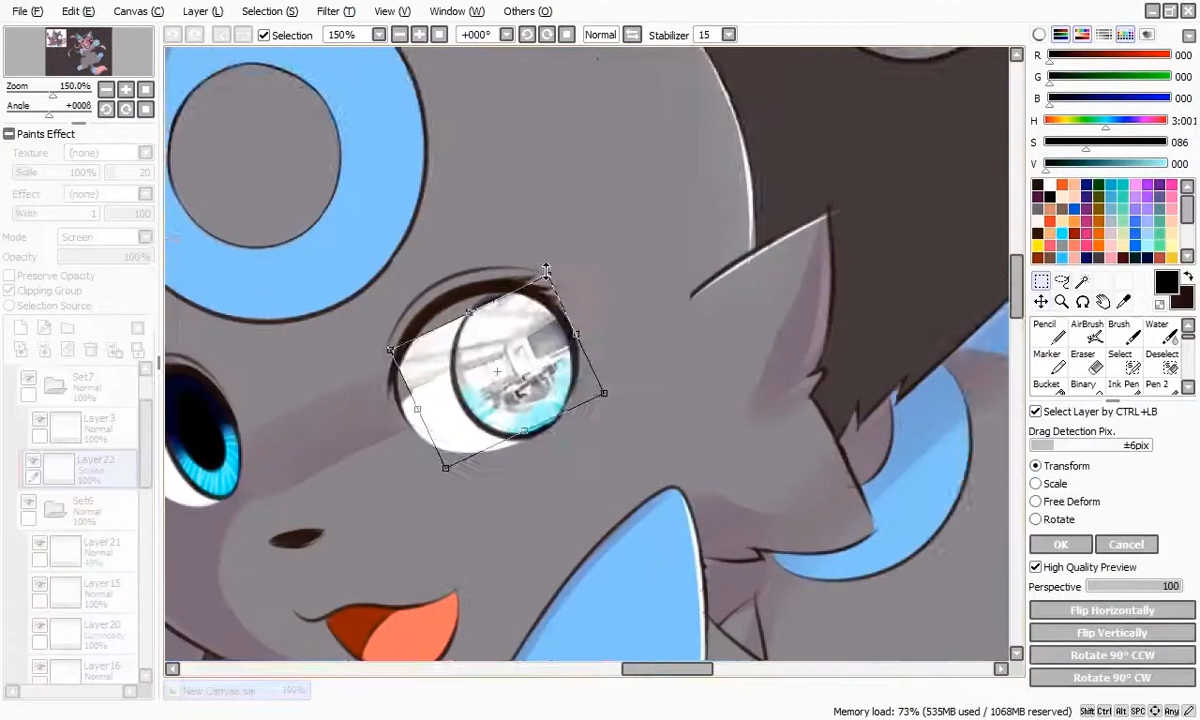 File (F) Edit (E) Canvas (C) Layer (L) Selection (S) Filter (T) View (V) Window (W) Others (O)
Selection 150% +000° Normal Stabilizer 15
Zoom 150.0%
Angle +000ß
Paints Effect
Texture (none)
Scale 100% 20
Effect (none)
Width 1 100
Mode Screen
Opacity 100%
Preserve Opacity
Clipping Group
Selection Source
Set7
Normal
100%
Layer3
Normal
100%
Layer22
Screen
100%
Set6
Normal
100%
Layer21
Normal
49%
Layer15
Normal
100%
Layer20
Luminosity
100%
Layer16
Normal
New Canvas.sai 100%
R 000
G 000
B 000
H 3:001
S 086
V 000
Pencil AirBrush Brush Water
Marker Eraser Select Deselect
Bucket Binary Ink Pen Pen 2
Select Layer by CTRL+LB
Drag Detection Pix.
±6pix
Transform
Scale
Free Deform
Rotate
OK Cancel
High Quality Preview
Perspective 100
Flip Horizontally
Flip Vertically
Rotate 90° CCW
Rotate 90° CW
Memory load: 73% (535MB used / 1068MB reserved) Shift Ctrl Alt SPC Any